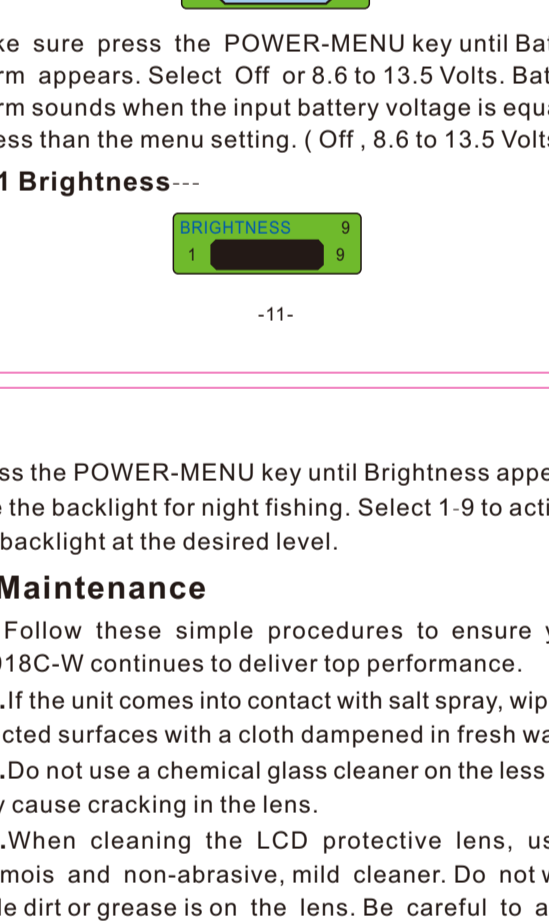 ke sure press the POWER-MENU key until Bat
rm appears. Select Off or 8.6 to 13.5 Volts. Bat
rm sounds when the input battery voltage is equa
ess than the menu setting. ( Off , 8.6 to 13.5 Volts
1 Brightness---
BRIGHTNESS 9
1 9
-11-
ss the POWER-MENU key until Brightness appe
e the backlight for night fishing. Select 1-9 to acti
backlight at the desired level.
Maintenance
Follow these simple procedures to ensure y
918C-W continues to deliver top performance.
.If the unit comes into contact with salt spray, wip
cted surfaces with a cloth dampened in fresh wa
.Do not use a chemical glass cleaner on the less
y cause cracking in the lens.
.When cleaning the LCD protective lens, us
mois and non-abrasive, mild cleaner. Do not w
le dirt or grease is on the lens. Be careful to a